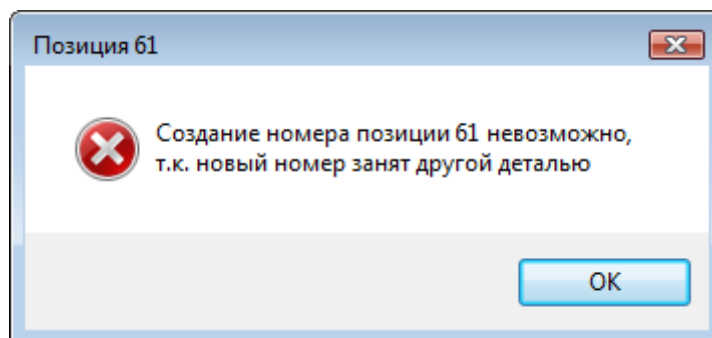 Позиция 61
Создание номера позиции 61 невозможно,
т.к. новый номер занят другой деталью
OK